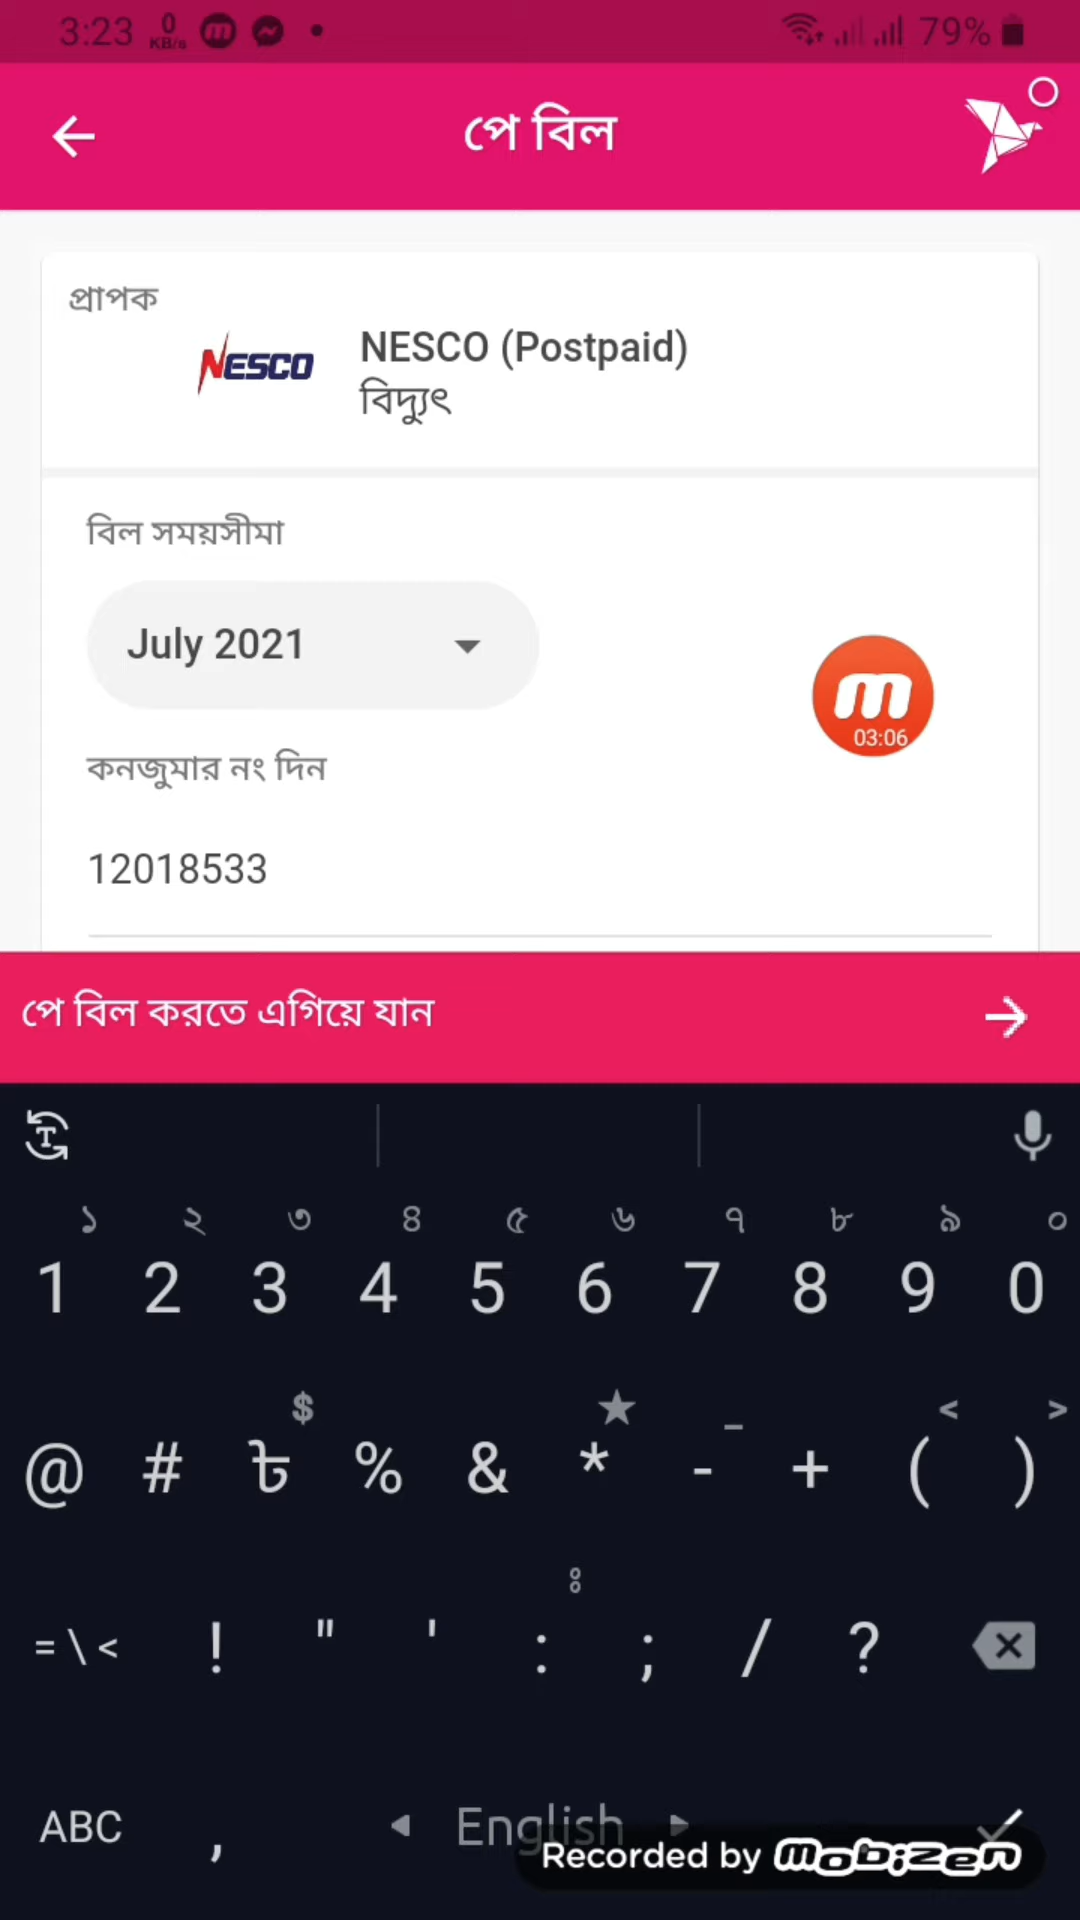 3:23 0 KB/s 79%
পে বিল
প্রাপক
NESCO
NESCO (Postpaid)
বিদ্যুৎ
বিল সময়সীমা
July 2021
m
03:06
কনজুমার নং দিন
12018533
পে বিল করতে এগিয়ে যান
১ ২ ৩ ৪ ৫ ৬ ৭ ৮ ৯ ০
1 2 3 4 5 6 7 8 9 0
$ ★ _ < >
@ # ৳ % & * - + ( )
ঃ
= \ < ! " ' : ; / ?
ABC , English
Recorded by mobizen